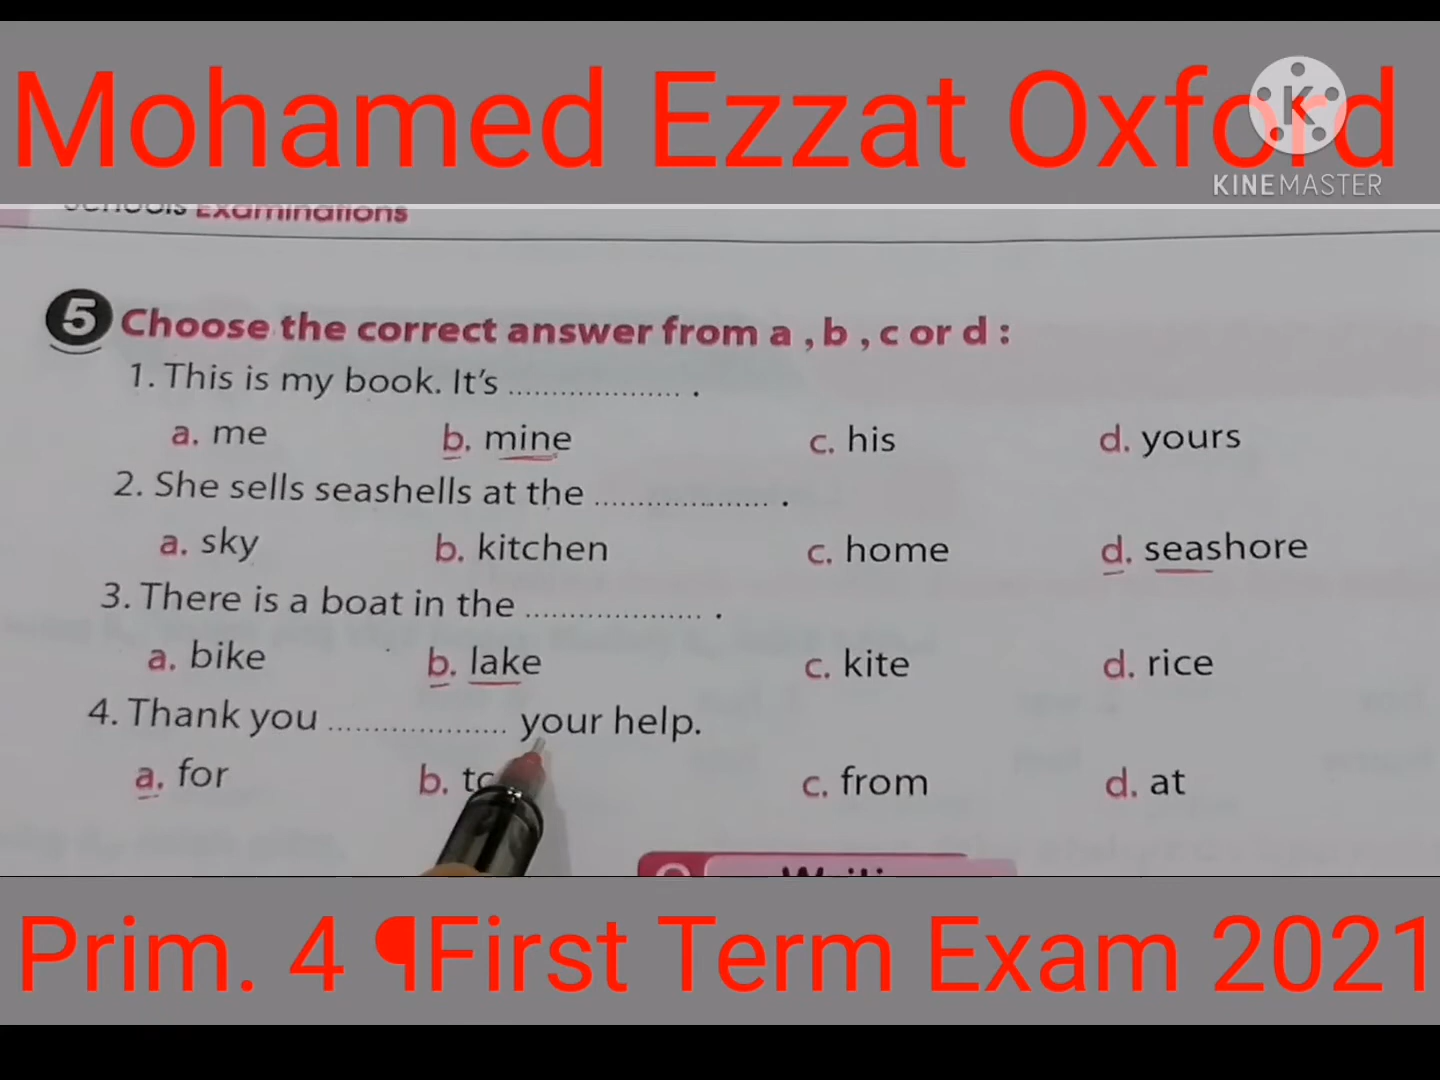 Mohamed Ezzat Oxford
KINEMASTER
Schools Examinations
5 Choose the correct answer from a , b , c or d :
1. This is my book. It's .................... .
a. me b. mine c. his d. yours
2. She sells seashells at the .................... .
a. sky b. kitchen c. home d. seashore
3. There is a boat in the .................... .
a. bike b. lake c. kite d. rice
4. Thank you .................... your help.
a. for b. c. from d. at
Prim. 4 ¶First Term Exam 2021